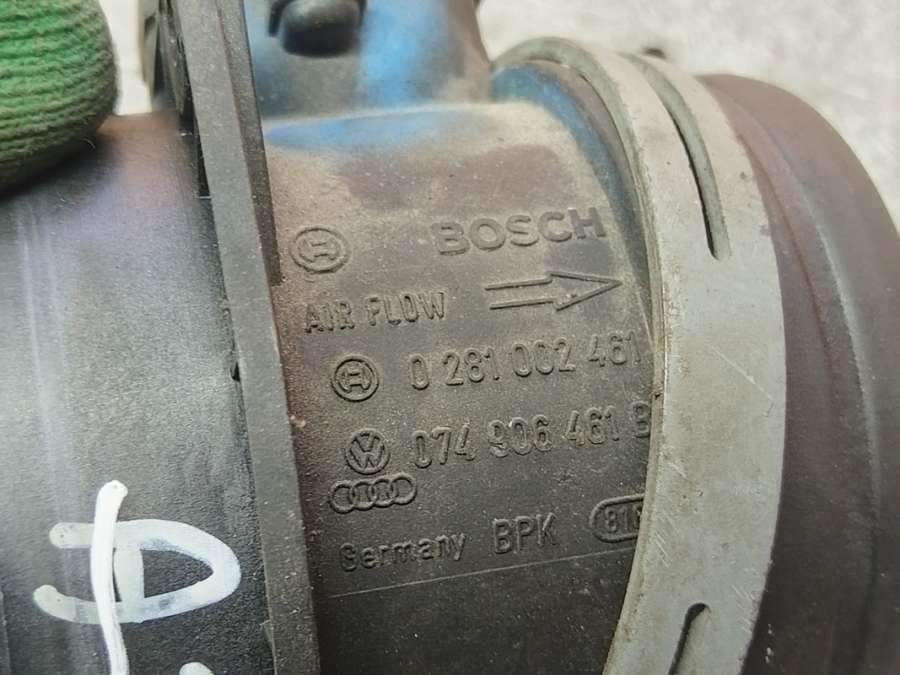 BOSCH
AIR FLOW
0 281 002 461
074 906 461 B
Germany BPK